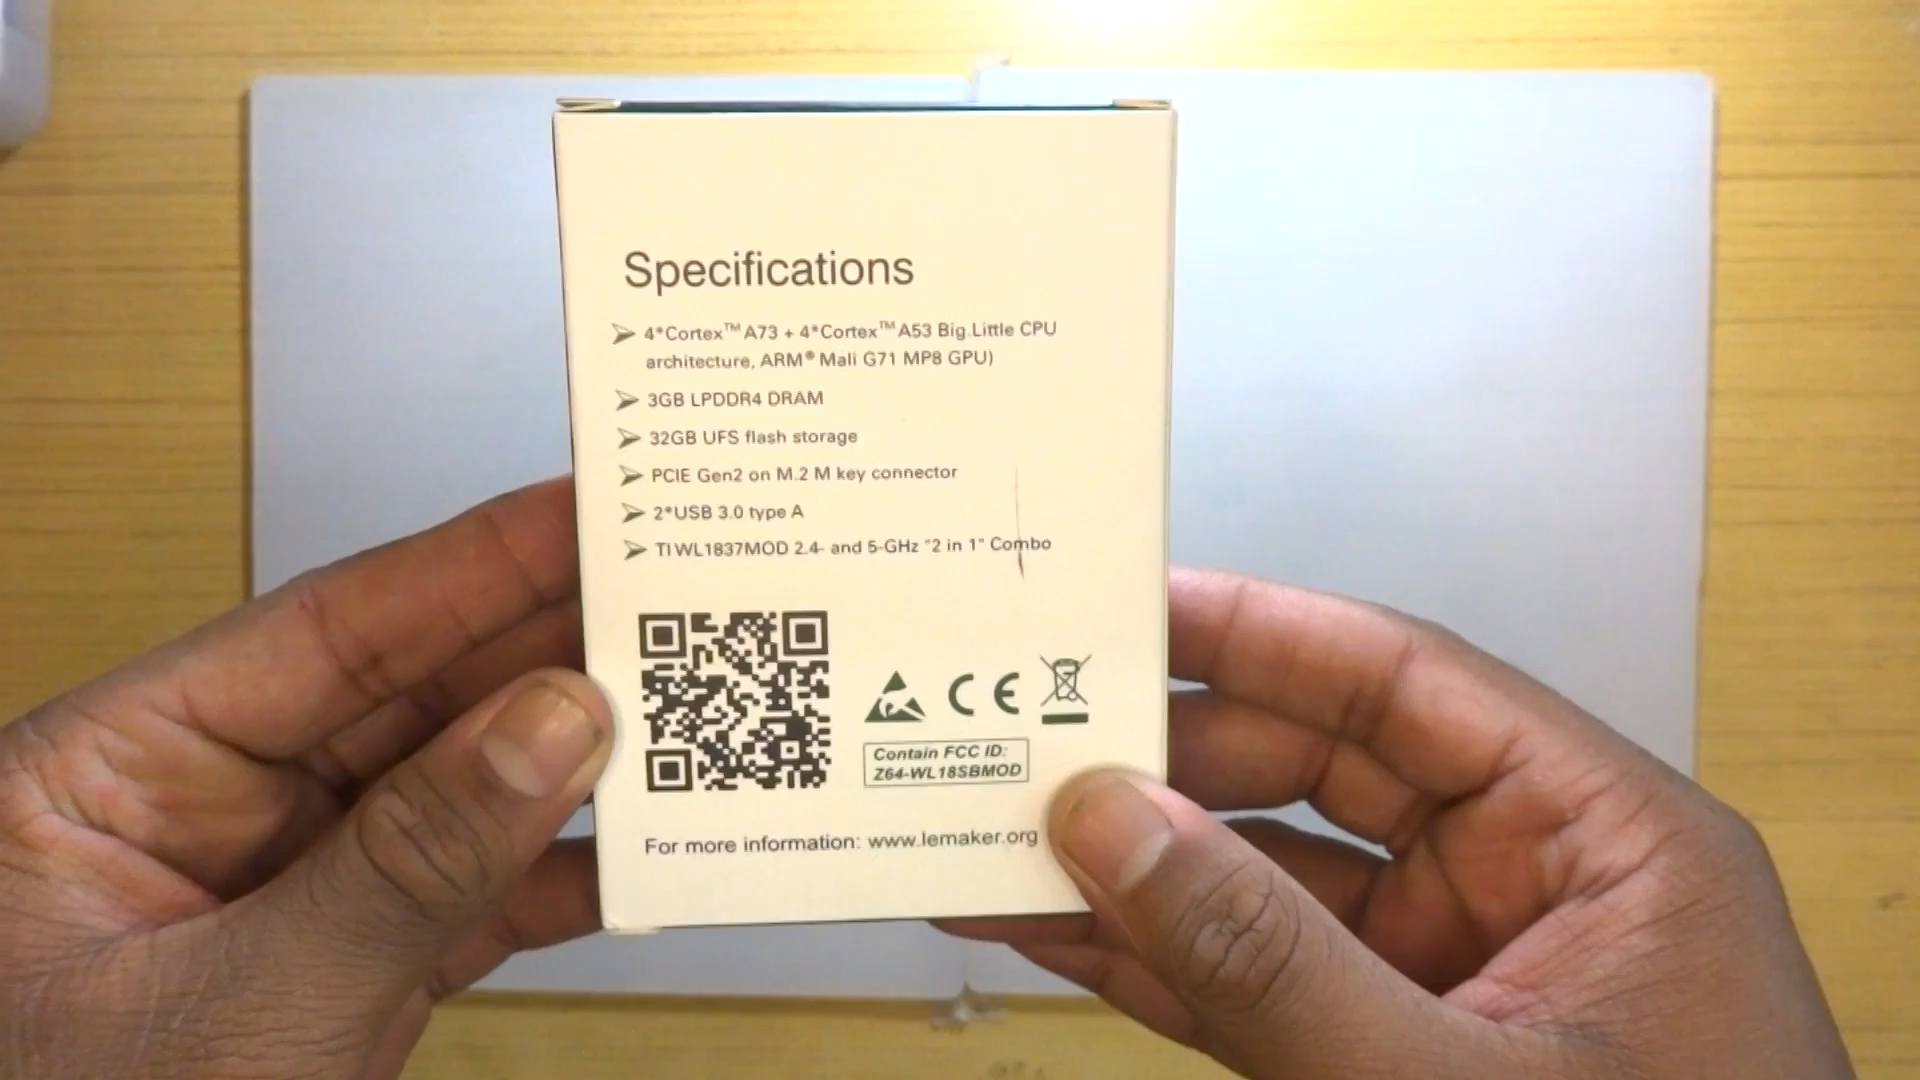 Specifications
4*Cortex™ A73 + 4*Cortex™ A53 Big.Little CPU
architecture, ARM® Mali G71 MP8 GPU)
3GB LPDDR4 DRAM
32GB UFS flash storage
PCIE Gen2 on M.2 M key connector
2*USB 3.0 type A
TI WL1837MOD 2.4- and 5-GHz "2 in 1" Combo
CE
Contain FCC ID:
Z64-WL18SBMOD
For more information: www.lemaker.org